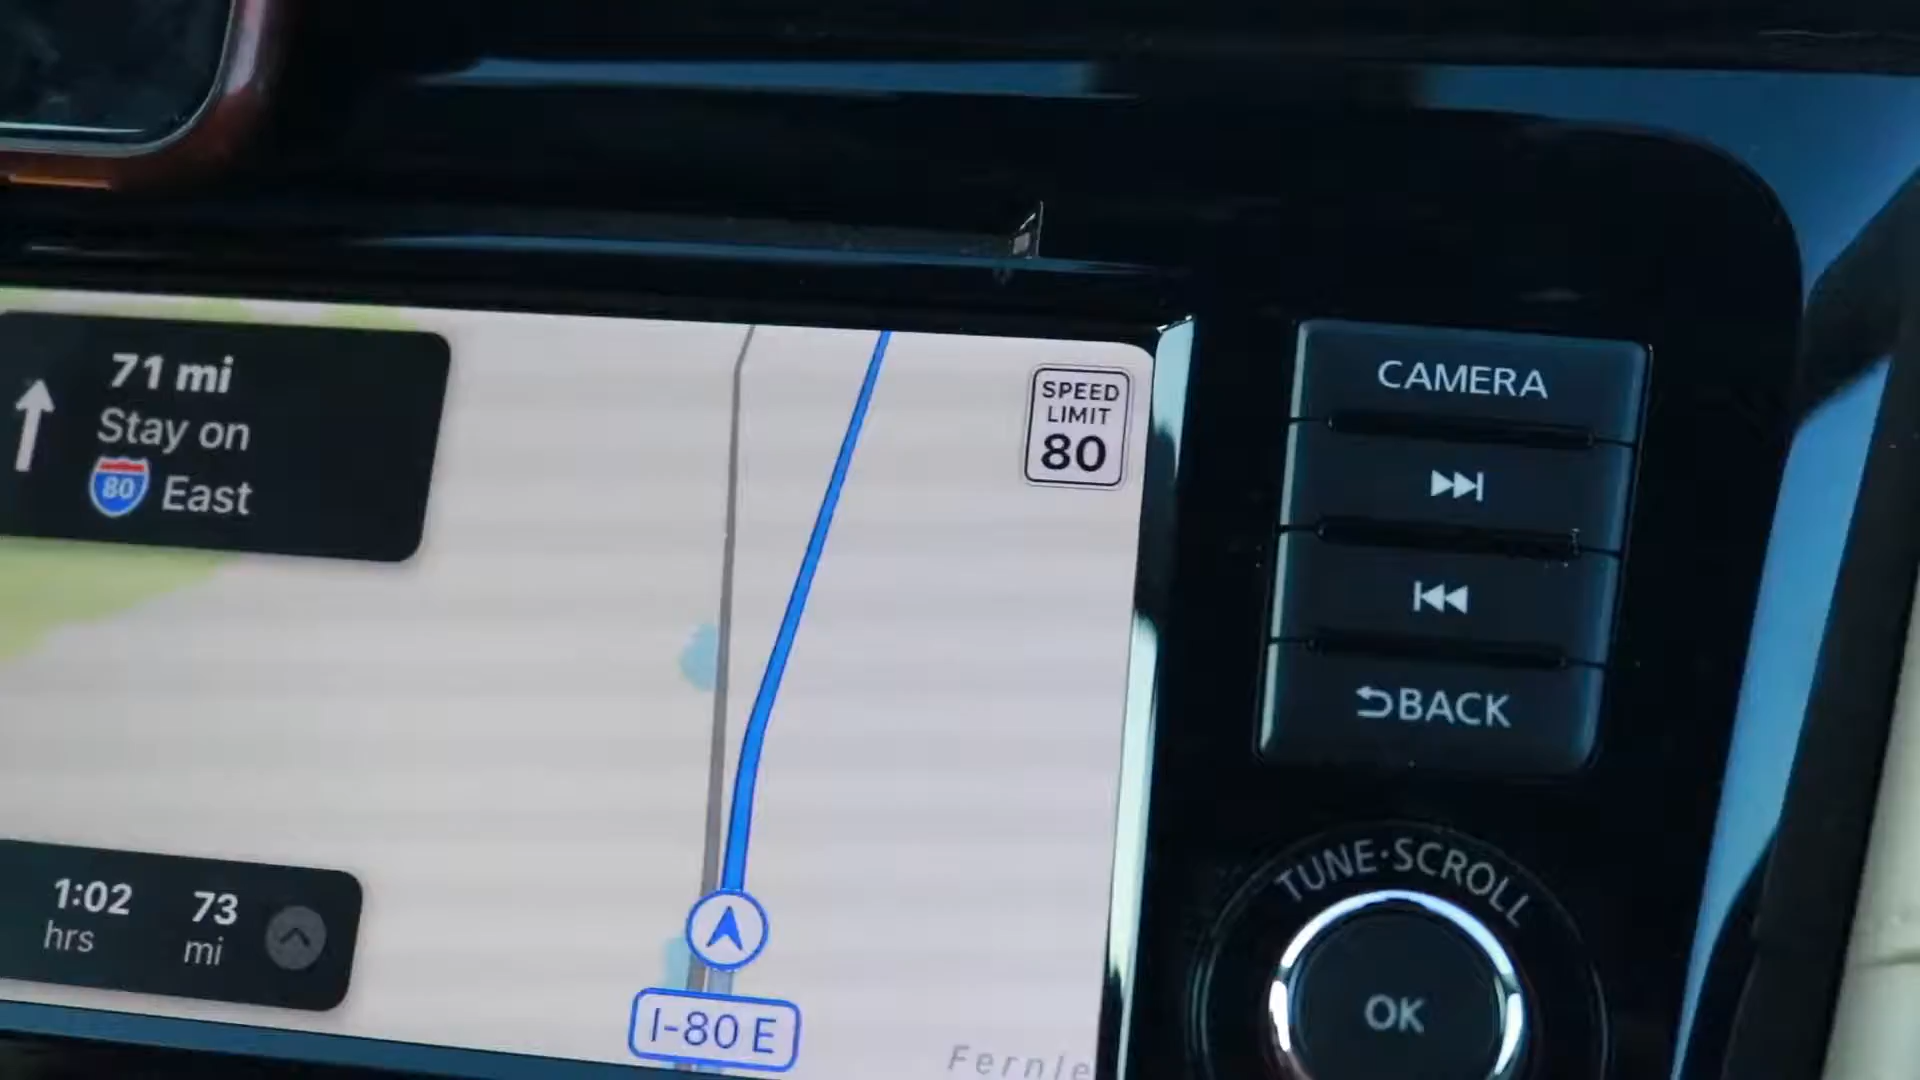 71 mi
Stay on
80 East
SPEED
LIMIT
80
CAMERA
BACK
TUNE·SCROLL
OK
1:02
hrs
73
mi
I-80 E
Fernle